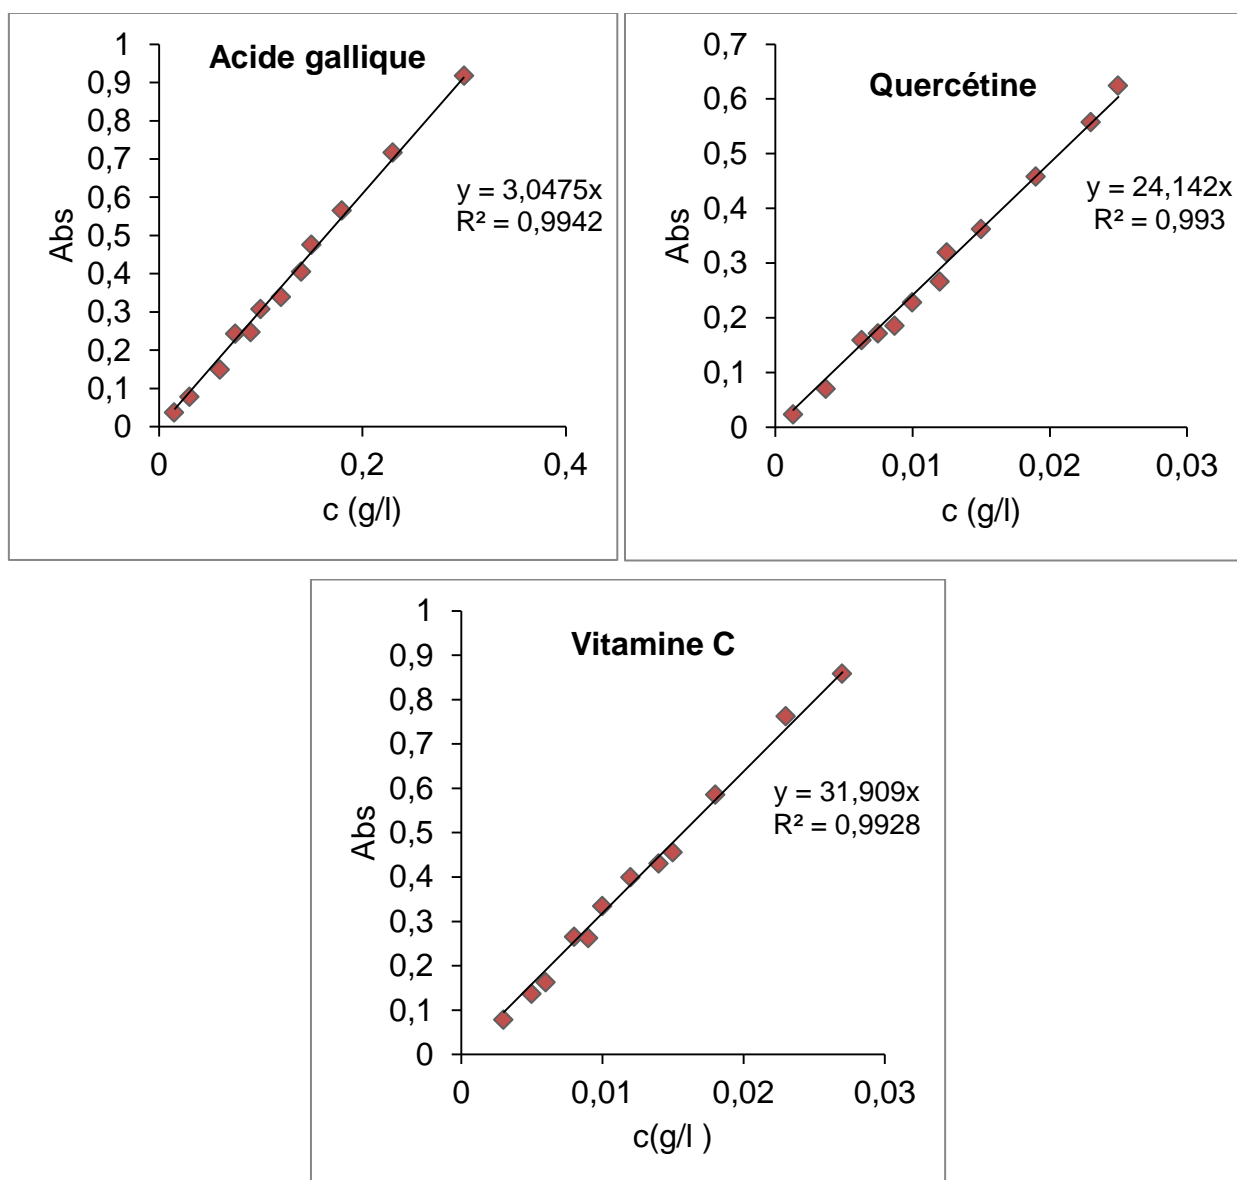 Acide gallique
1
0,9
0,8
0,7
0,6
0,5
0,4
0,3
0,2
0,1
0
Abs
y = 3,0475x
R² = 0,9942
0
0,2
0,4
c (g/l)
Quercétine
0,7
0,6
0,5
0,4
0,3
0,2
0,1
0
Abs
y = 24,142x
R² = 0,993
0
0,01
0,02
0,03
c (g/l)
Vitamine C
1
0,9
0,8
0,7
0,6
0,5
0,4
0,3
0,2
0,1
0
Abs
y = 31,909x
R² = 0,9928
0
0,01
0,02
0,03
c(g/l )